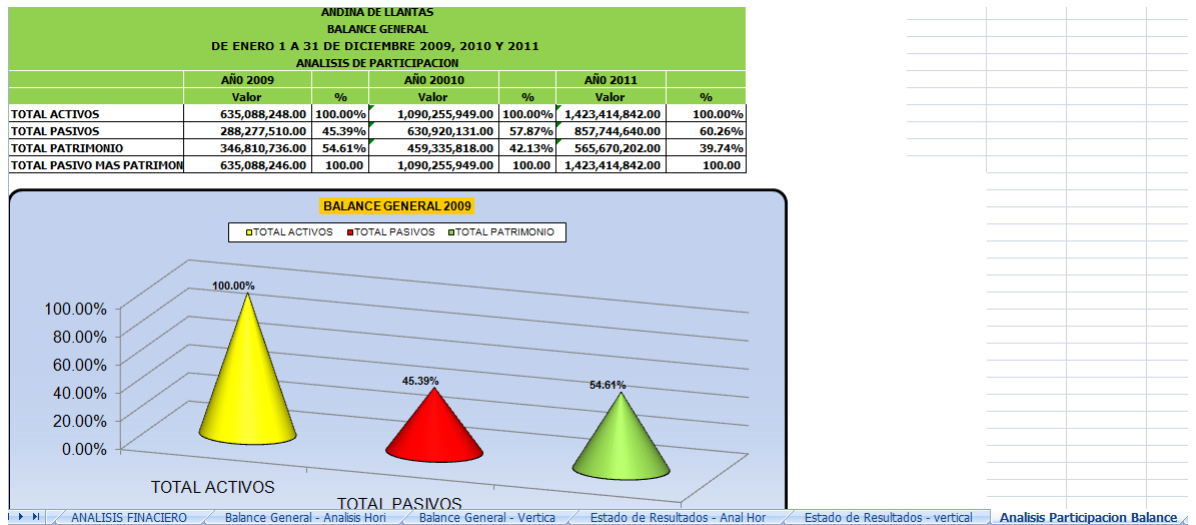 ANDINA DE LLANTAS
BALANCE GENERAL
DE ENERO 1 A 31 DE DICIEMBRE 2009, 2010 Y 2011
ANALISIS DE PARTICIPACION
AÑO 2009 AÑO 20010 AÑO 2011
Valor % Valor % Valor %
TOTAL ACTIVOS 635,088,248.00 100.00% 1,090,255,949.00 100.00% 1,423,414,842.00 100.00%
TOTAL PASIVOS 288,277,510.00 45.39% 630,920,131.00 57.87% 857,744,640.00 60.26%
TOTAL PATRIMONIO 346,810,736.00 54.61% 459,335,818.00 42.13% 565,670,202.00 39.74%
TOTAL PASIVO MAS PATRIMON 635,088,246.00 100.00 1,090,255,949.00 100.00 1,423,414,842.00 100.00
BALANCE GENERAL 2009
TOTAL ACTIVOS TOTAL PASIVOS TOTAL PATRIMONIO
100.00%
100.00%
80.00%
45.39% 54.61%
60.00%
40.00%
20.00%
0.00%
TOTAL ACTIVOS
TOTAL PASIVOS
ANALISIS FINACIERO Balance General - Analisis Hori Balance General - Vertica Estado de Resultados - Anal Hor Estado de Resultados - vertical Analisis Participacion Balance